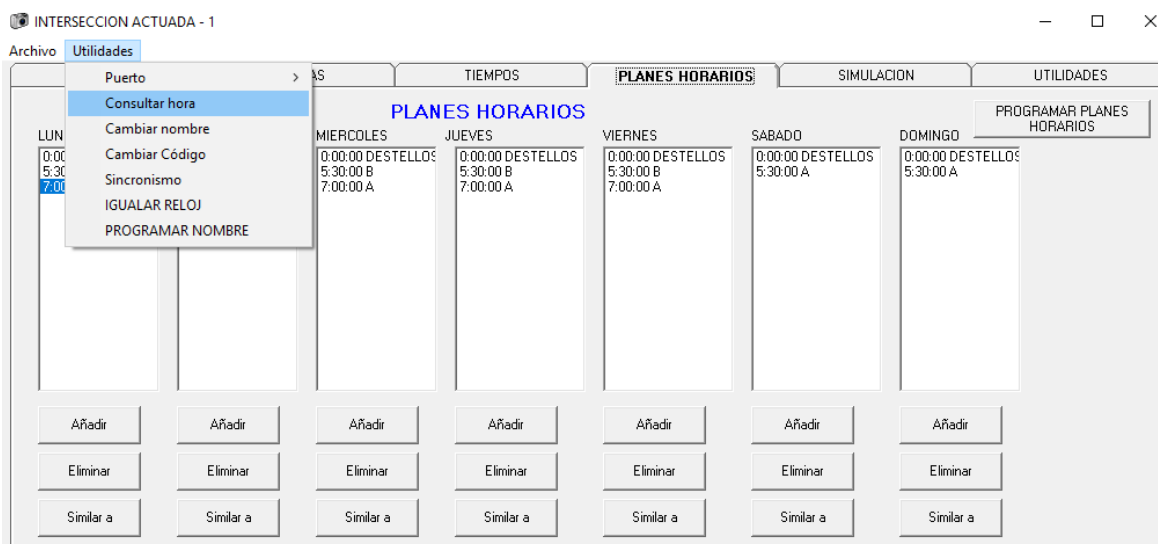 INTERSECCION ACTUADA - 1
Archivo Utilidades
TIEMPOS PLANES HORARIOS SIMULACION UTILIDADES
Puerto
Consultar hora
Cambiar nombre
Cambiar Código
Sincronismo
IGUALAR RELOJ
PROGRAMAR NOMBRE
PLANES HORARIOS
PROGRAMAR PLANES
HORARIOS
MIERCOLES JUEVES VIERNES SABADO DOMINGO
0:00:00 DESTELLOS 0:00:00 DESTELLOS 0:00:00 DESTELLOS 0:00:00 DESTELLOS
5:30:00 B 5:30:00 B 5:30:00 B 5:30:00 A 5:30:00 A
7:00:00 A 7:00:00 A 7:00:00 A
Añadir Añadir Añadir Añadir Añadir Añadir Añadir
Eliminar Eliminar Eliminar Eliminar Eliminar Eliminar Eliminar
Similar a Similar a Similar a Similar a Similar a Similar a Similar a